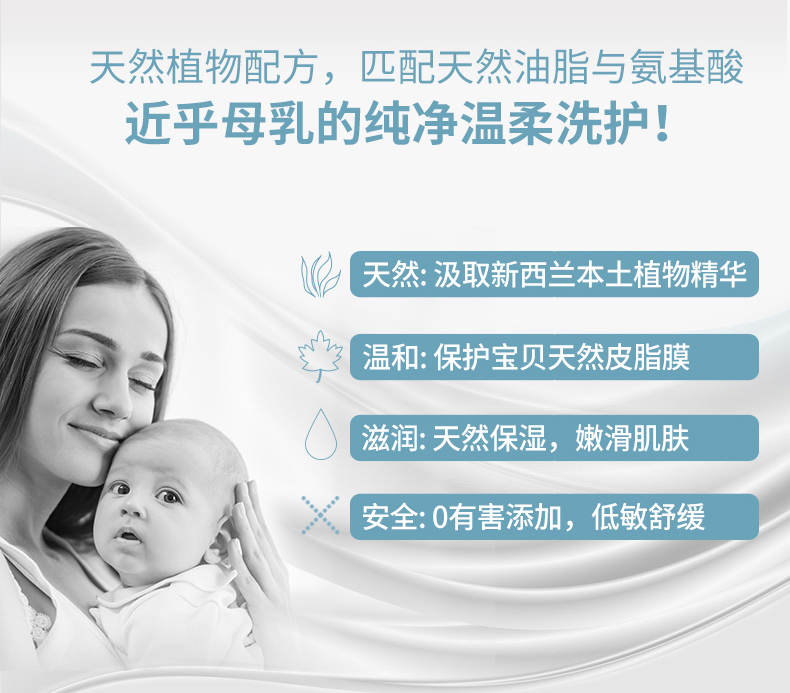 天然植物配方，匹配天然油脂与氨基酸
近乎母乳的纯净温柔洗护！
天然: 汲取新西兰本土植物精华
温和: 保护宝贝天然皮脂膜
滋润: 天然保湿，嫩滑肌肤
安全: 0有害添加，低敏舒缓